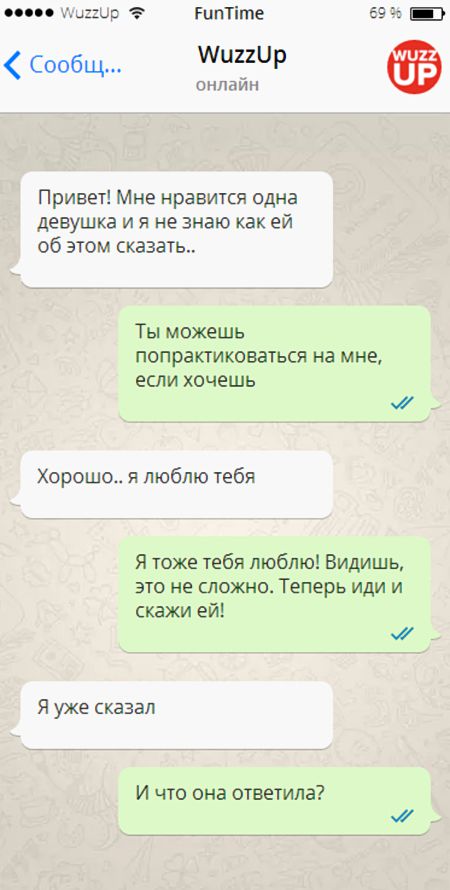 ●●●●● WuzzUp FunTime 69 %
Сообщ... WuzzUp
онлайн
WUZZ
UP
Привет! Мне нравится одна
девушка и я не знаю как ей
об этом сказать..
Ты можешь
попрактиковаться на мне,
если хочешь
Хорошо.. я люблю тебя
Я тоже тебя люблю! Видишь,
это не сложно. Теперь иди и
скажи ей!
Я уже сказал
И что она ответила?